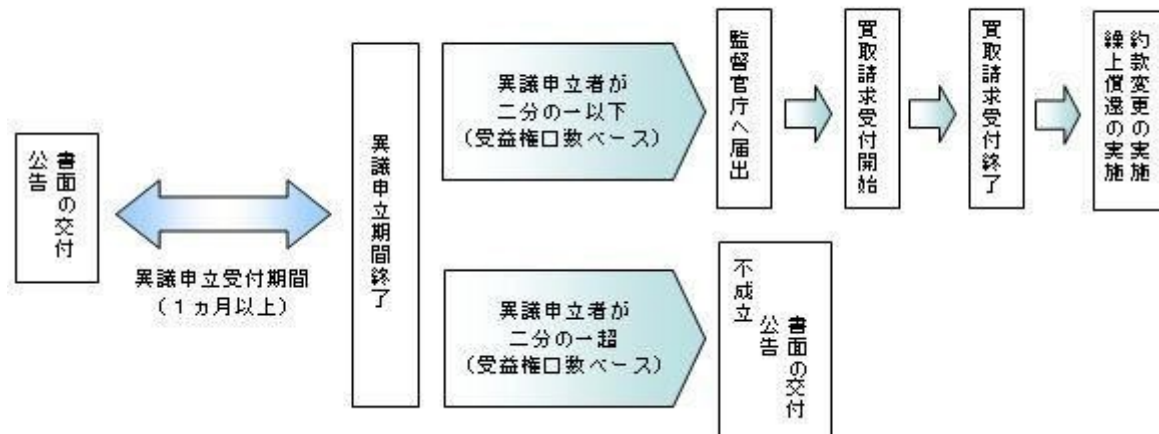 書面の交付
公告
異議申立受付期間
（１ヵ月以上）
異議申立期間終了
異議申立者が
二分の一以下
（受益権口数ベース）
監督官庁へ届出
買取請求受付開始
買取請求受付終了
約款変更の実施
繰上償還の実施
異議申立者が
二分の一超
（受益権口数ベース）
不成立
書面の交付
公告